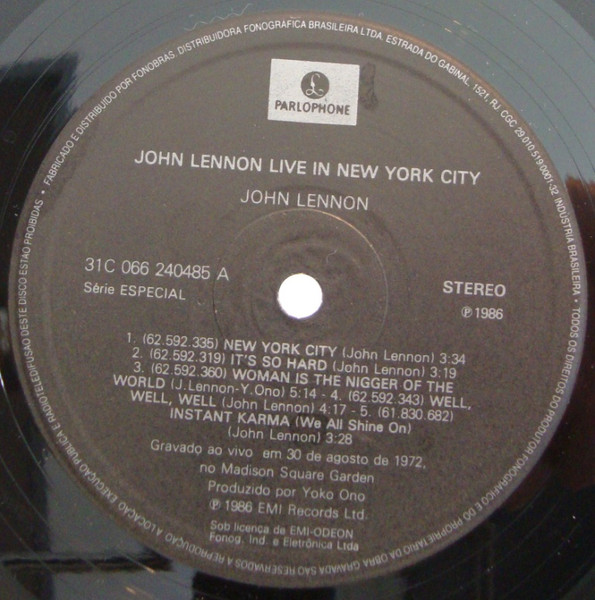 FABRICADO E DISTRIBUIDO POR FONOBRAS, DISTRIBUIDORA FONOGRAFICA BRASILEIRA LTDA. ESTRADA DO GABINAL, 1521, RJ CGC 29 010 519 0001-32 INDÚSTRIA BRASILEIRA. • TODOS OS DIREITOS DO PRODUTOR FONOGRAFICO E DO PROPRIETARIO DA OBRA GRAVADA SÃO RESERVADOS A REPRODUÇÃO A LOCAÇÃO, EXECUÇÃO PUBLICA E RADIOTELEDIFUSÃO DESTE DISCO ESTÃO PROIBIDAS •
L
PARLOPHONE
JOHN LENNON LIVE IN NEW YORK CITY
JOHN LENNON
31C 066 240485 A
Série ESPECIAL
STEREO
℗ 1986
1. (62.592.335) NEW YORK CITY (John Lennon) 3:34
2. (62.592.319) IT'S SO HARD (John Lennon) 3:19
3. (62.592.360) WOMAN IS THE NIGGER OF THE
WORLD (J.Lennon-Y.Ono) 5:14 - 4. (62.592.343) WELL,
WELL, WELL (John Lennon) 4:17 - 5. (61.830.682)
INSTANT KARMA (We All Shine On)
(John Lennon) 3:28
Gravado ao vivo em 30 de agosto de 1972,
no Madison Square Garden
Produzido por Yoko Ono
℗ 1986 EMI Records Ltd.
Sob licença de EMI-ODEON
Fonog. Ind. e Eletrônica Ltda